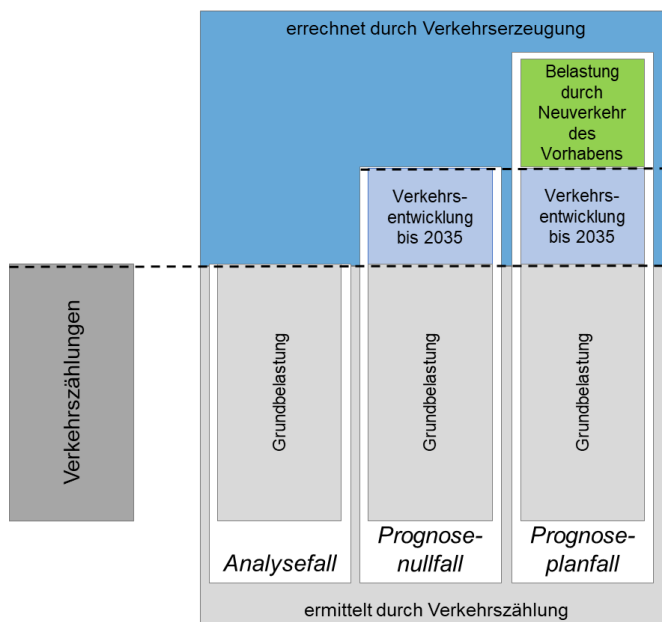 errechnet durch Verkehrserzeugung
Belastung
durch
Neuverkehr
des
Vorhabens
Verkehrs-
entwicklung
bis 2035
Verkehrs-
entwicklung
bis 2035
Verkehrszählungen
Grundbelastung
Grundbelastung
Grundbelastung
Analysefall
Prognose-
nullfall
Prognose-
planfall
ermittelt durch Verkehrszählung